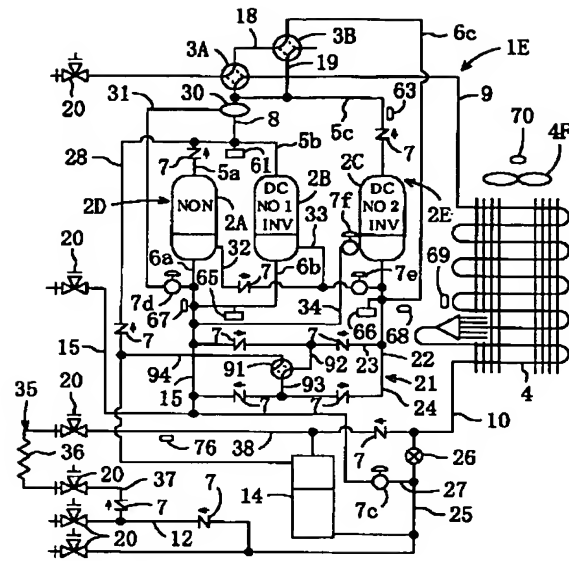 18
3B
6c
3A
1E
20
19
63
9
31
30
8
5c
70
28
7
5b
7
4F
5a
61
2B
2C
2D
NON
2A
DC
NO 1
INV
7f
DC
NO 2
INV
2E
20
6a
32
33
6b
7
7e
69
65
34
7d
67
66
68
15
7
7
7
92
23
22
94
91
21
4
93
15
7
7
24
35
20
10
76
38
7
26
36
20
37
14
7c
27
25
7
7
20
12